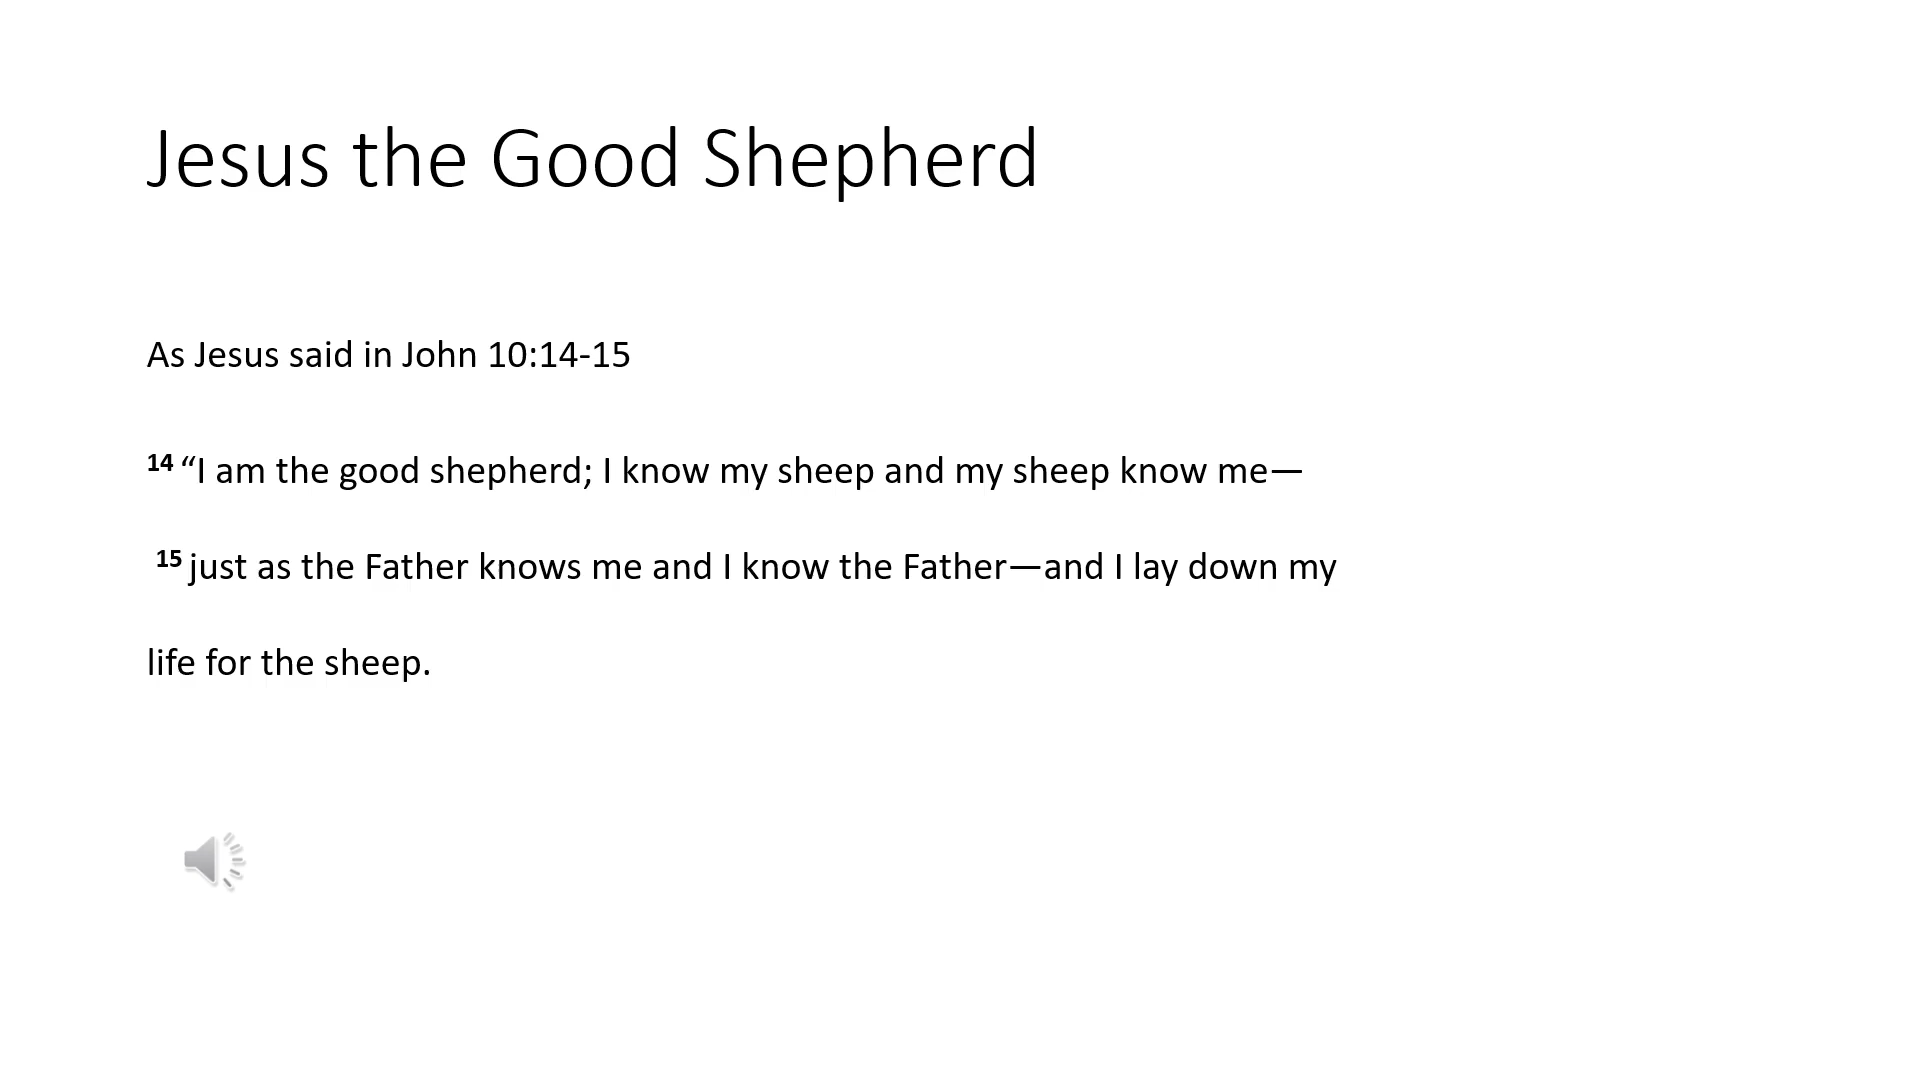 Jesus the Good Shepherd
As Jesus said in John 10:14-15
14 “I am the good shepherd; I know my sheep and my sheep know me—
15 just as the Father knows me and I know the Father—and I lay down my
life for the sheep.